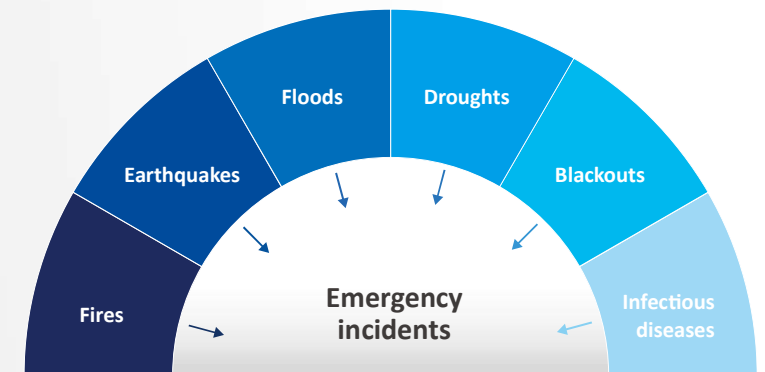 Floods
Droughts
Earthquakes
Blackouts
Fires
Emergency
incidents
Infectious
diseases